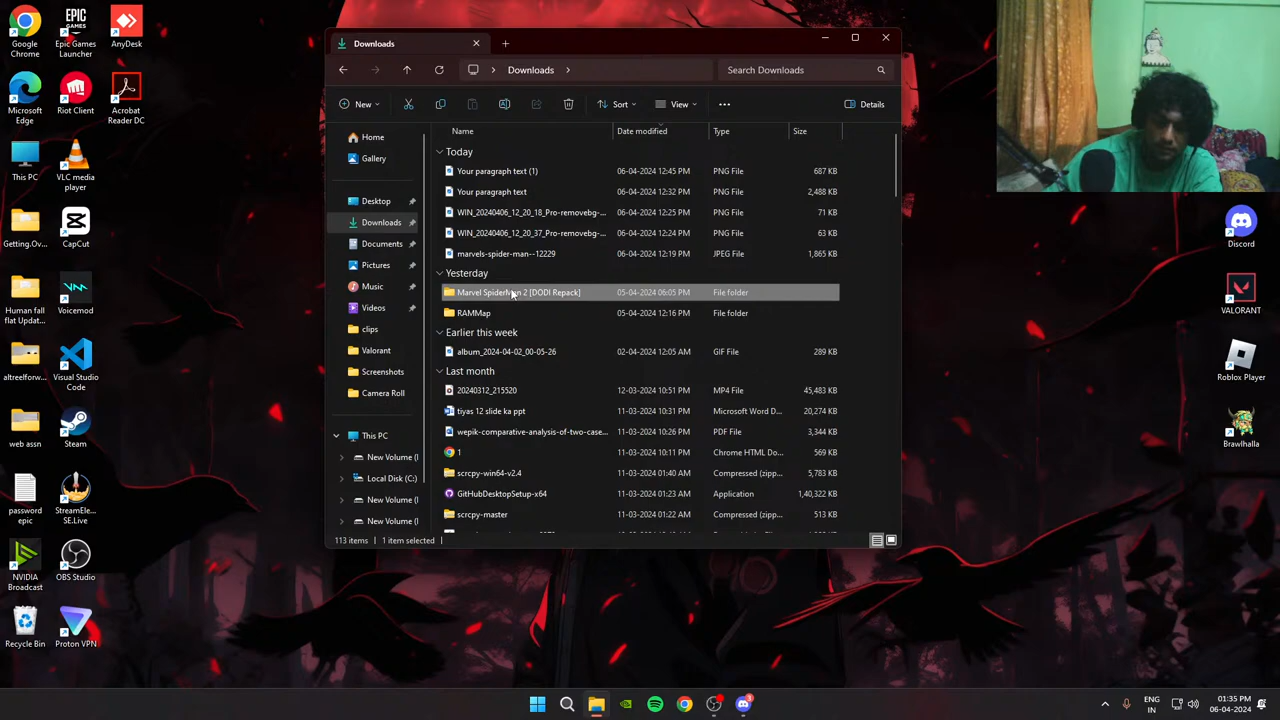 Google Chrome
Epic Games Launcher
AnyDesk
Microsoft Edge
Riot Client
Acrobat Reader DC
This PC
VLC media player
Getting.Ov...
CapCut
Human fall flat Updat...
Voicemod
altreelforw...
Visual Studio Code
web assn
Steam
password epic
StreamEle... SE.Live
NVIDIA Broadcast
OBS Studio
Recycle Bin
Proton VPN
Downloads
Downloads
Search Downloads
New
Sort
View
Details
Home
Gallery
Desktop
Downloads
Documents
Pictures
Music
Videos
clips
Valorant
Screenshots
Camera Roll
This PC
New Volume (
Local Disk (C:)
New Volume (
New Volume (
Name Date modified Type Size
Today
Your paragraph text (1) 06-04-2024 12:45 PM PNG File 687 KB
Your paragraph text 06-04-2024 12:32 PM PNG File 2,488 KB
WIN_20240406_12_20_18_Pro-removebg-... 06-04-2024 12:25 PM PNG File 71 KB
WIN_20240406_12_20_37_Pro-removebg-... 06-04-2024 12:24 PM PNG File 63 KB
marvels-spider-man--12229 06-04-2024 12:19 PM JPEG File 1,865 KB
Yesterday
Marvel SpiderMan 2 [DODI Repack] 05-04-2024 06:05 PM File folder
RAMMap 05-04-2024 12:16 PM File folder
Earlier this week
album_2024-04-02_00-05-26 02-04-2024 12:05 AM GIF File 289 KB
Last month
20240312_215520 12-03-2024 10:51 PM MP4 File 45,483 KB
tiyas 12 slide ka ppt 11-03-2024 10:31 PM Microsoft Word D... 20,274 KB
wepik-comparative-analysis-of-two-case... 11-03-2024 10:26 PM PDF File 3,344 KB
1 11-03-2024 10:11 PM Chrome HTML Do... 569 KB
scrcpy-win64-v2.4 11-03-2024 01:40 AM Compressed (zipp... 5,783 KB
GitHubDesktopSetup-x64 11-03-2024 01:23 AM Application 1,40,322 KB
scrcpy-master 11-03-2024 01:22 AM Compressed (zipp... 513 KB
113 items 1 item selected
Discord
VALORANT
Roblox Player
Brawlhalla
ENG IN
01:35 PM
06-04-2024